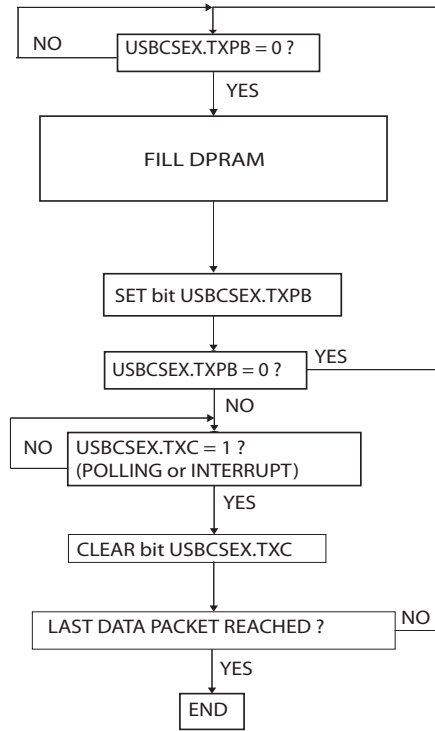 NO
USBCSEX.TXPB = 0 ?
YES
FILL DPRAM
SET bit USBCSEX.TXPB
USBCSEX.TXPB = 0 ?
YES
NO
NO
USBCSEX.TXC = 1 ?
(POLLING or INTERRUPT)
YES
CLEAR bit USBCSEX.TXC
LAST DATA PACKET REACHED ?
NO
YES
END